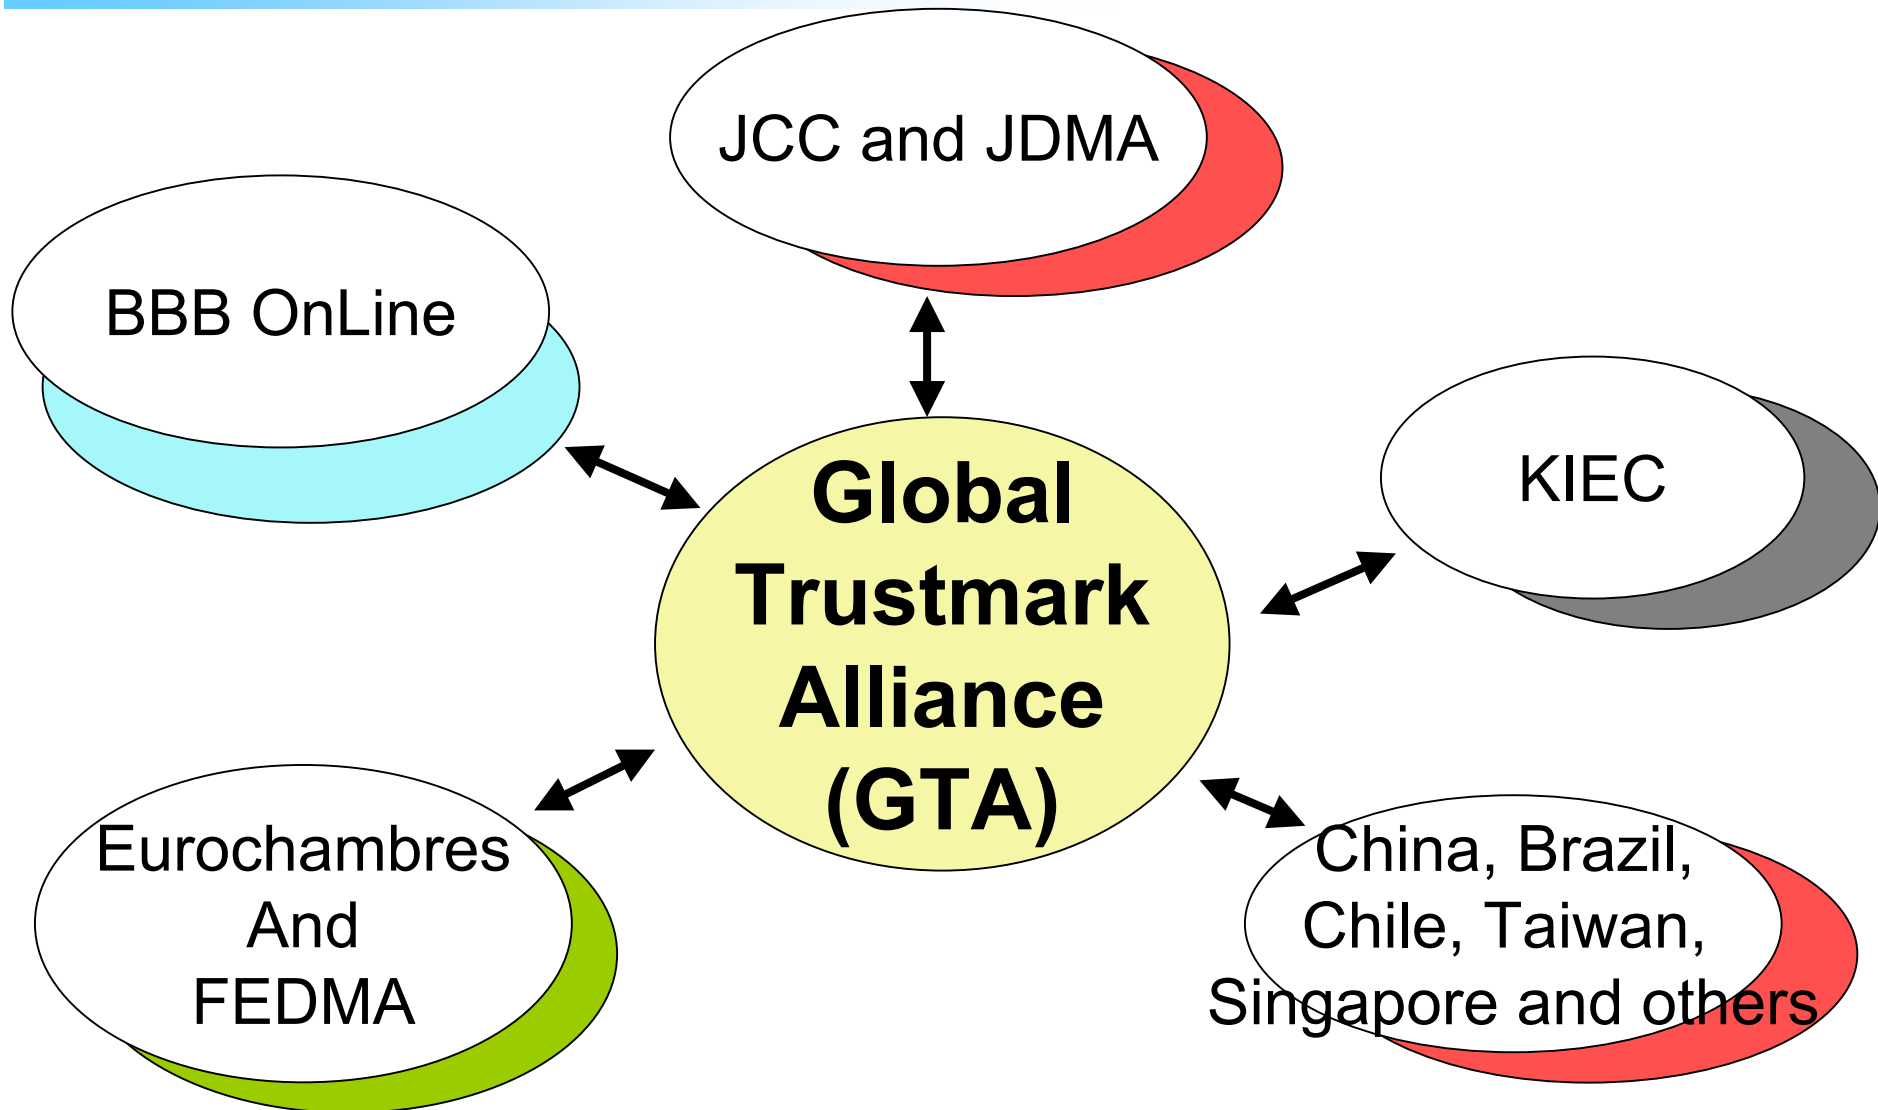 JCC and JDMA
BBB OnLine
KIEC
Global
Trustmark
Alliance
(GTA)
Eurochambres
And
FEDMA
China, Brazil,
Chile, Taiwan,
Singapore and others